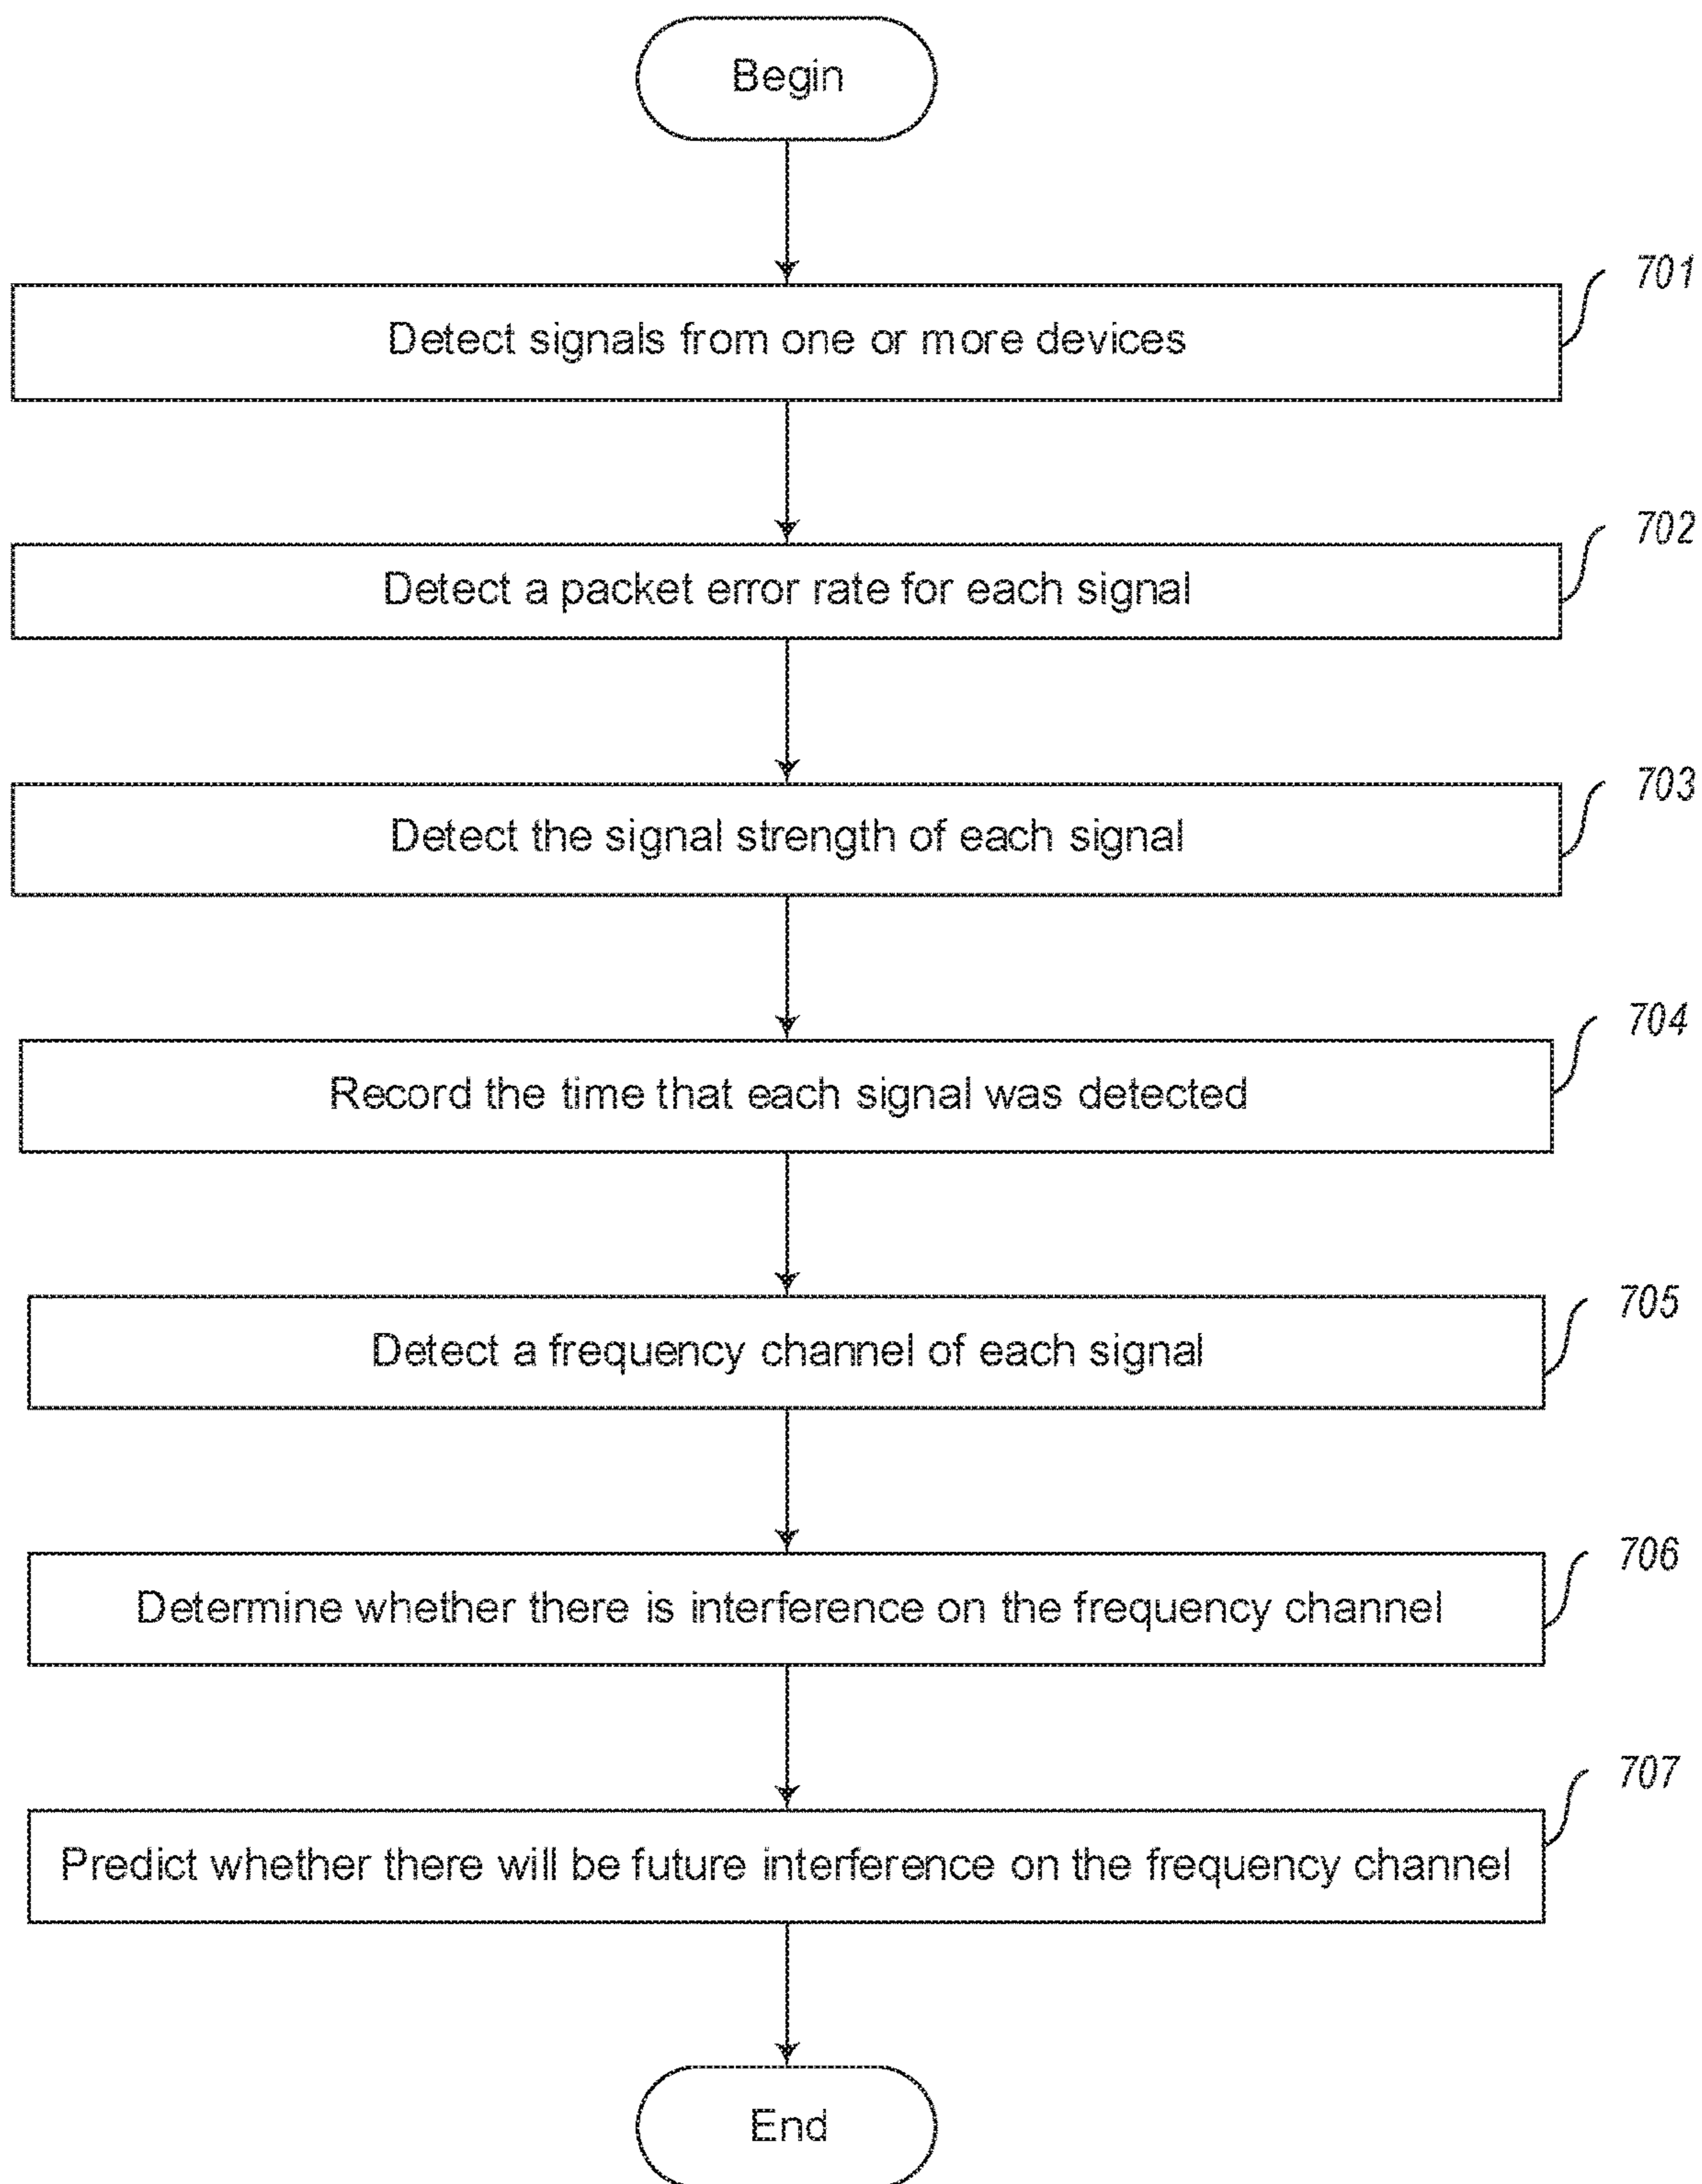 Begin
701
Detect signals from one or more devices
702
Detect a packet error rate for each signal
703
Detect the signal strength of each signal
704
Record the time that each signal was detected
705
Detect a frequency channel of each signal
706
Determine whether there is interference on the frequency channel
707
Predict whether there will be future interference on the frequency channel
End